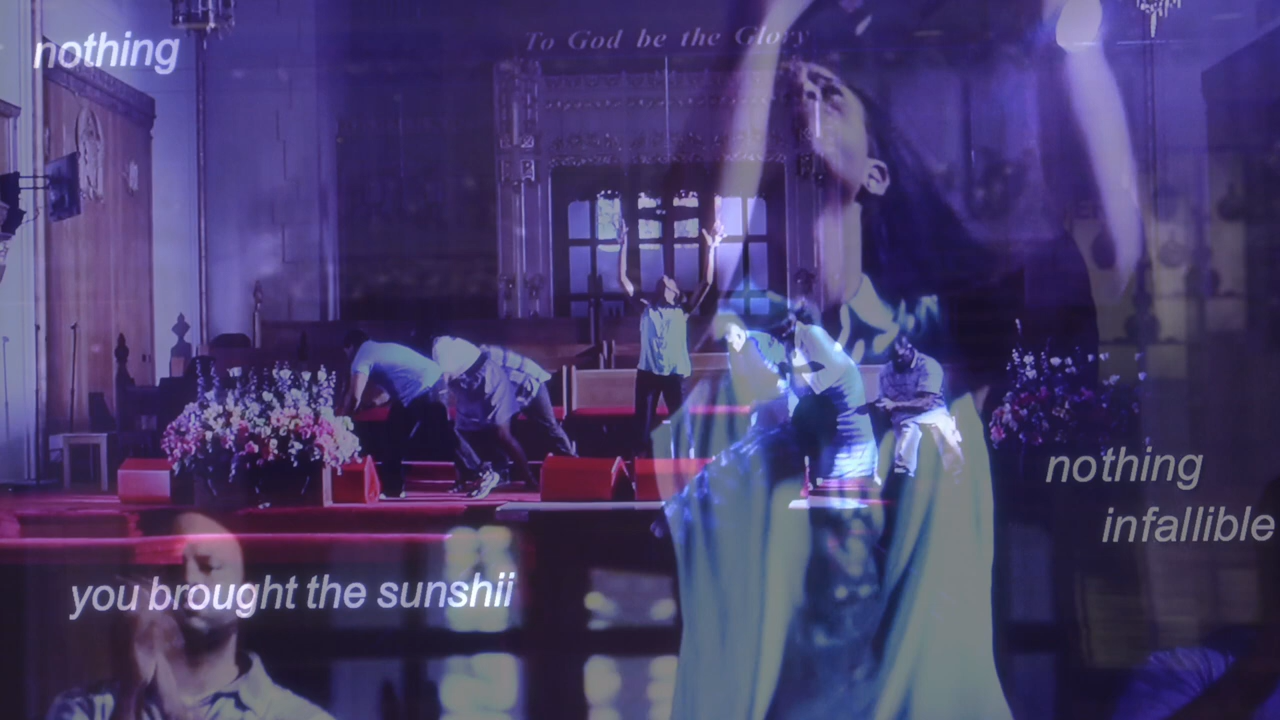 nothing
To God be the Glory
nothing
infallible
you brought the sunshii